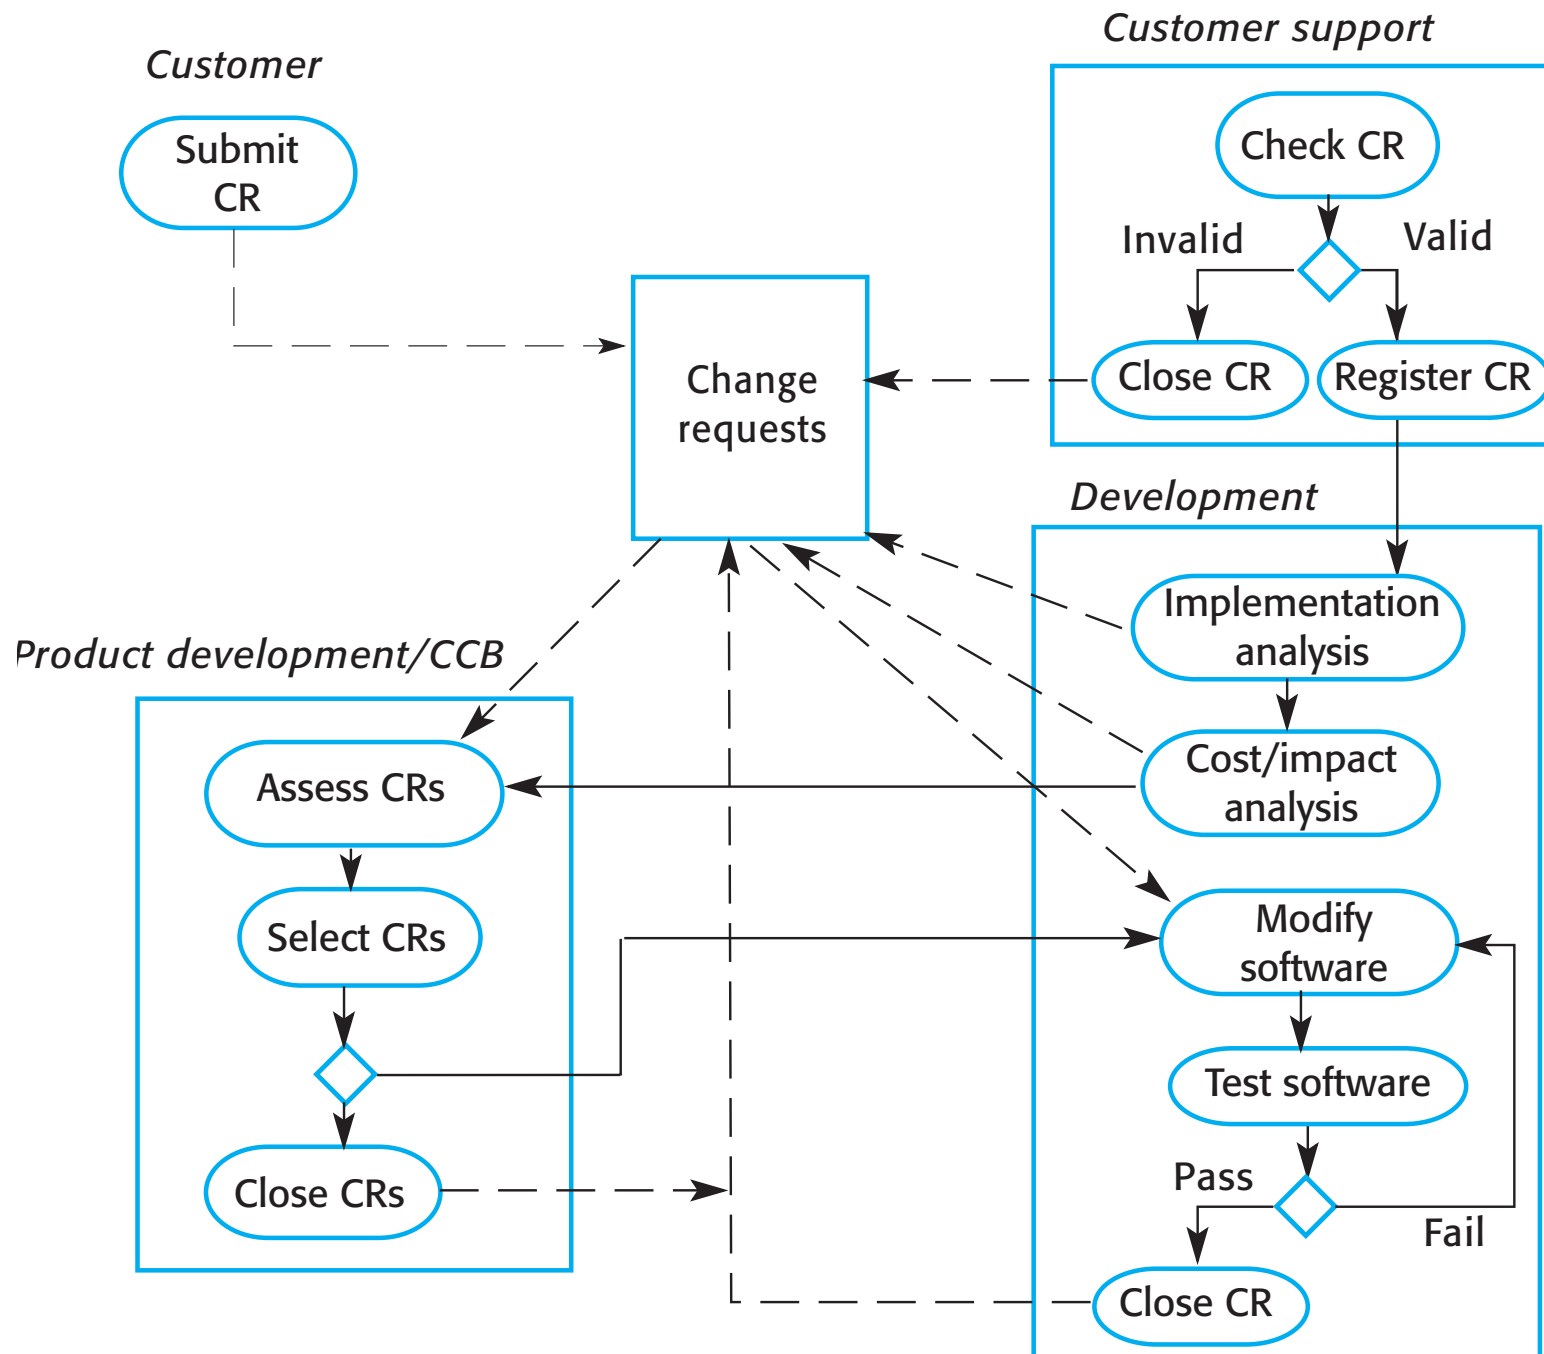 Customer support
Customer
Submit
CR
Check CR
Invalid
Valid
Change
requests
Close CR
Register CR
Development
Implementation
analysis
Product development/CCB
Assess CRs
Cost/impact
analysis
Select CRs
Modify
software
Test software
Close CRs
Pass
Fail
Close CR